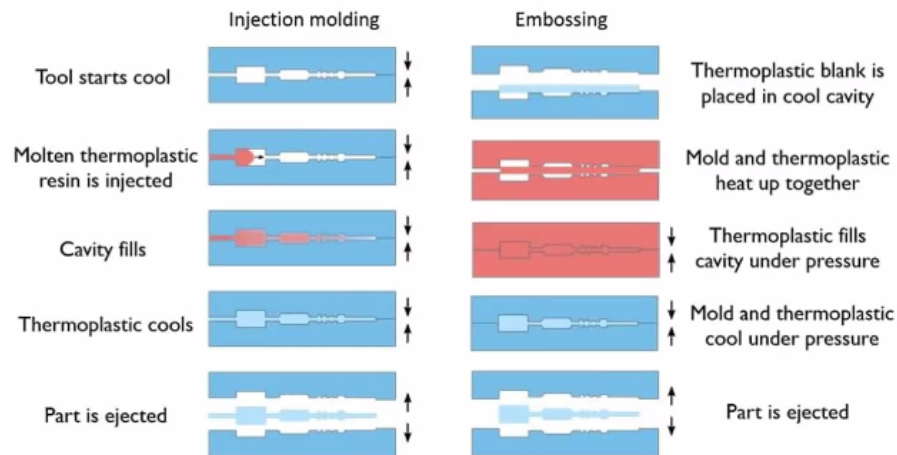 Injection molding
Embossing
Tool starts cool
Thermoplastic blank is
placed in cool cavity
Molten thermoplastic
resin is injected
Mold and thermoplastic
heat up together
Cavity fills
Thermoplastic fills
cavity under pressure
Thermoplastic cools
Mold and thermoplastic
cool under pressure
Part is ejected
Part is ejected